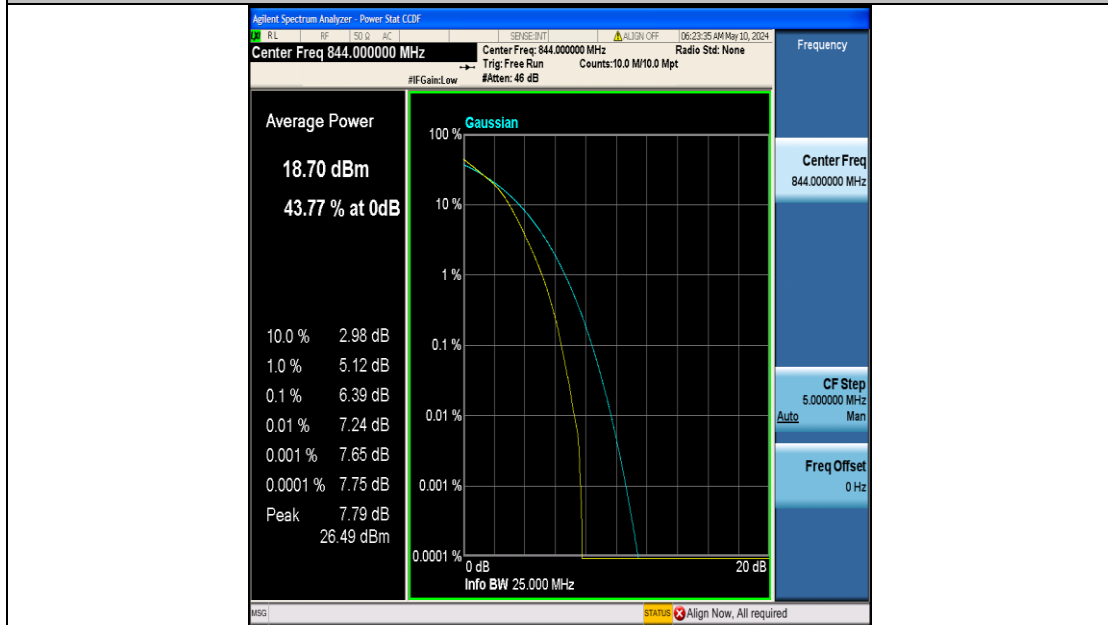 Agilent Spectrum Analyzer - Power Stat CCDF
RL RF 50 Ω AC SENSE:INT ALIGN OFF 06:23:35 AM May 10, 2024
Center Freq 844.000000 MHz
Center Freq: 844.000000 MHz
Radio Std: None
Trig: Free Run
Counts:10.0 M/10.0 Mpt
#IFGain:Low
#Atten: 46 dB
Average Power
18.70 dBm
43.77 % at 0dB
10.0 % 2.98 dB
1.0 % 5.12 dB
0.1 % 6.39 dB
0.01 % 7.24 dB
0.001 % 7.65 dB
0.0001 % 7.75 dB
Peak 7.79 dB
26.49 dBm
Gaussian
100 %
10 %
1 %
0.1 %
0.01 %
0.001 %
0.0001 %
0 dB
20 dB
Info BW 25.000 MHz
Frequency
Center Freq
844.000000 MHz
CF Step
5.000000 MHz
Auto Man
Freq Offset
0 Hz
MSG
STATUS Align Now, All required